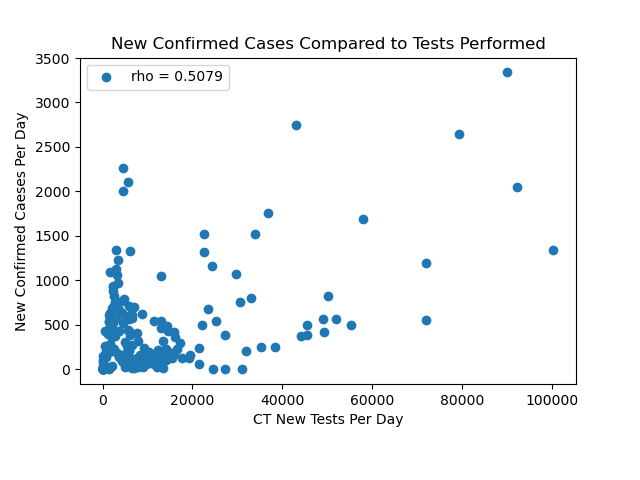 New Confirmed Cases Compared to Tests Performed
rho = 0.5079
New Confirmed Caeses Per Day
3500
3000
2500
2000
1500
1000
500
0
0 20000 40000 60000 80000 100000
CT New Tests Per Day